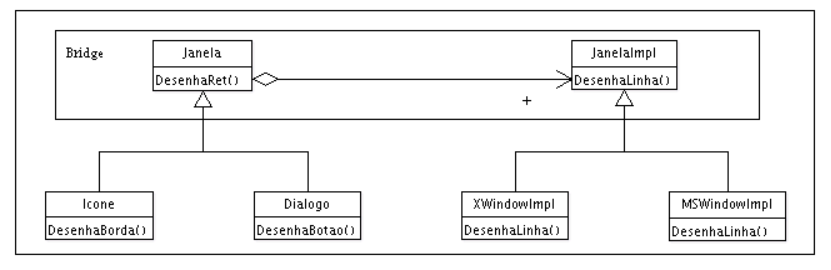 Bridge
Janela
DesenhaRet()
JanelaImpl
DesenhaLinha()
+
Icone
DesenhaBorda()
Dialogo
DesenhaBotao()
XWindowImpl
DesenhaLinha()
MSWindowImpl
DesenhaLinha()